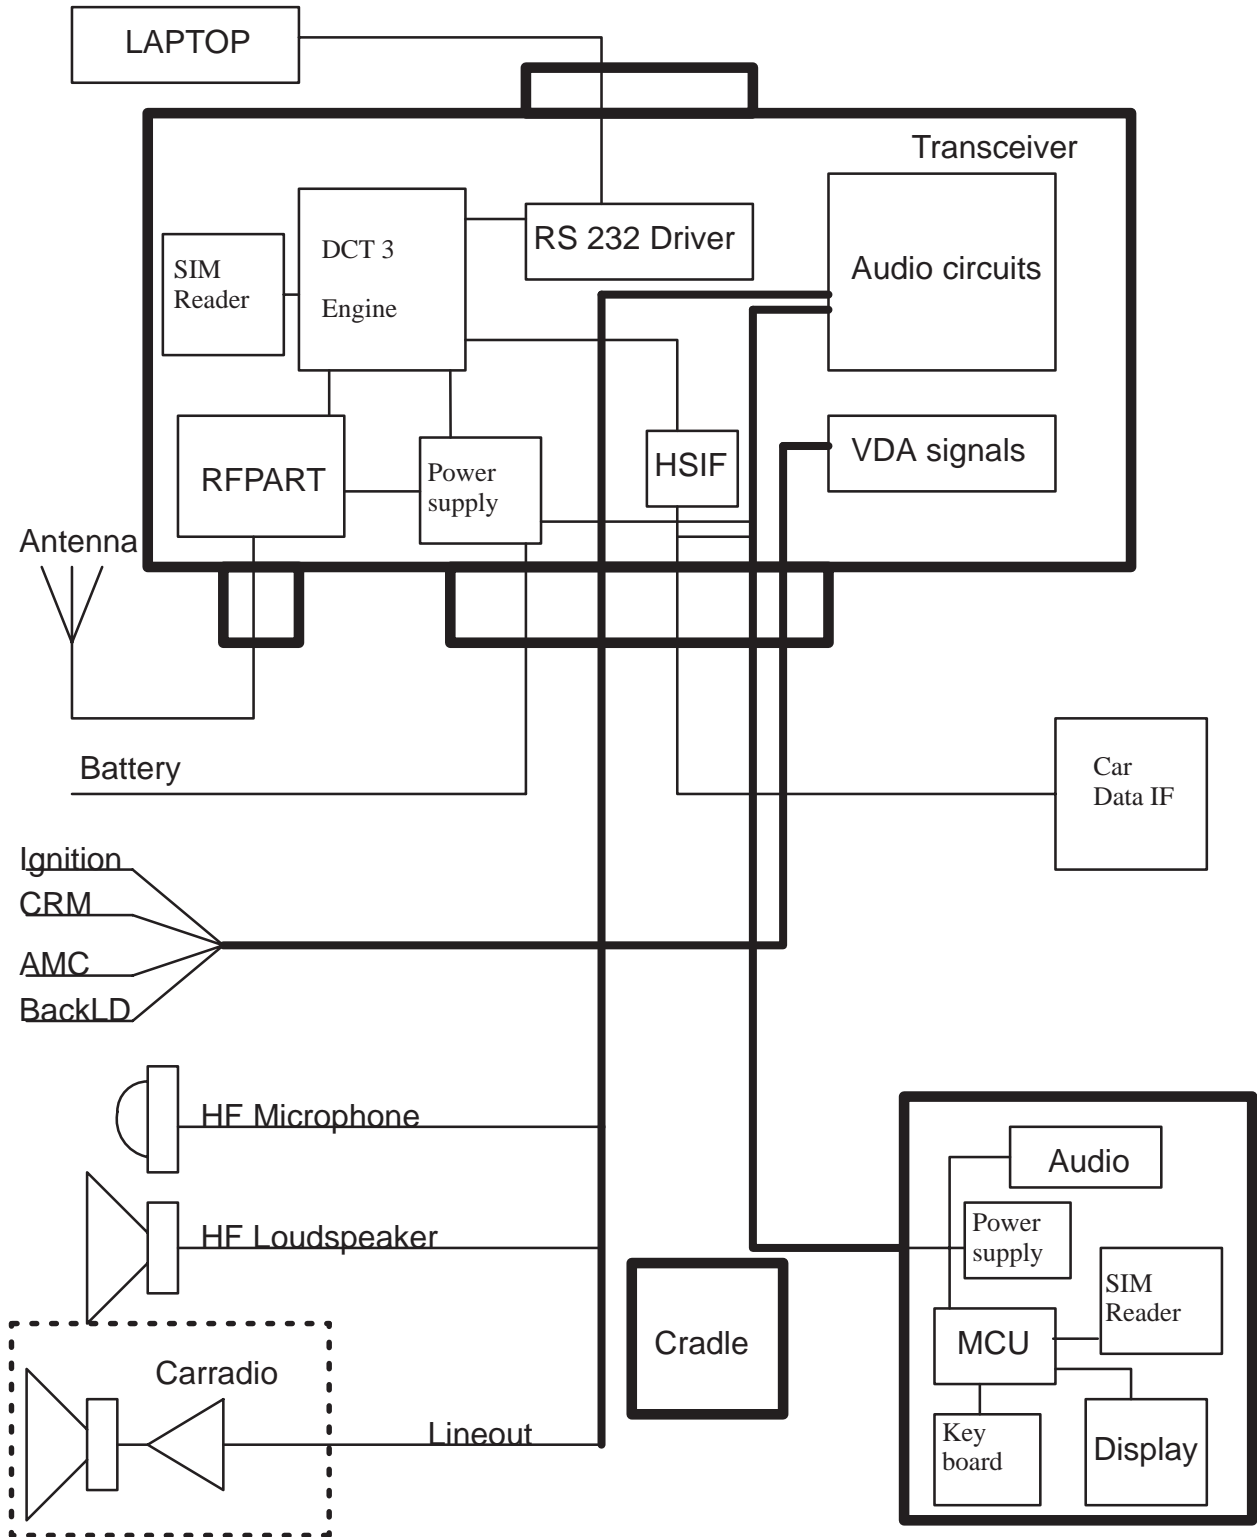 LAPTOP
Transceiver
DCT 3
Engine
RS 232 Driver
SIM
Reader
Audio circuits
RFPART
Power
supply
HSIF
VDA signals
Antenna
Battery
Car
Data IF
Ignition
CRM
AMC
BackLD
HF Microphone
HF Loudspeaker
Carradio
Lineout
Cradle
Audio
Power
supply
SIM
Reader
MCU
Key
board
Display